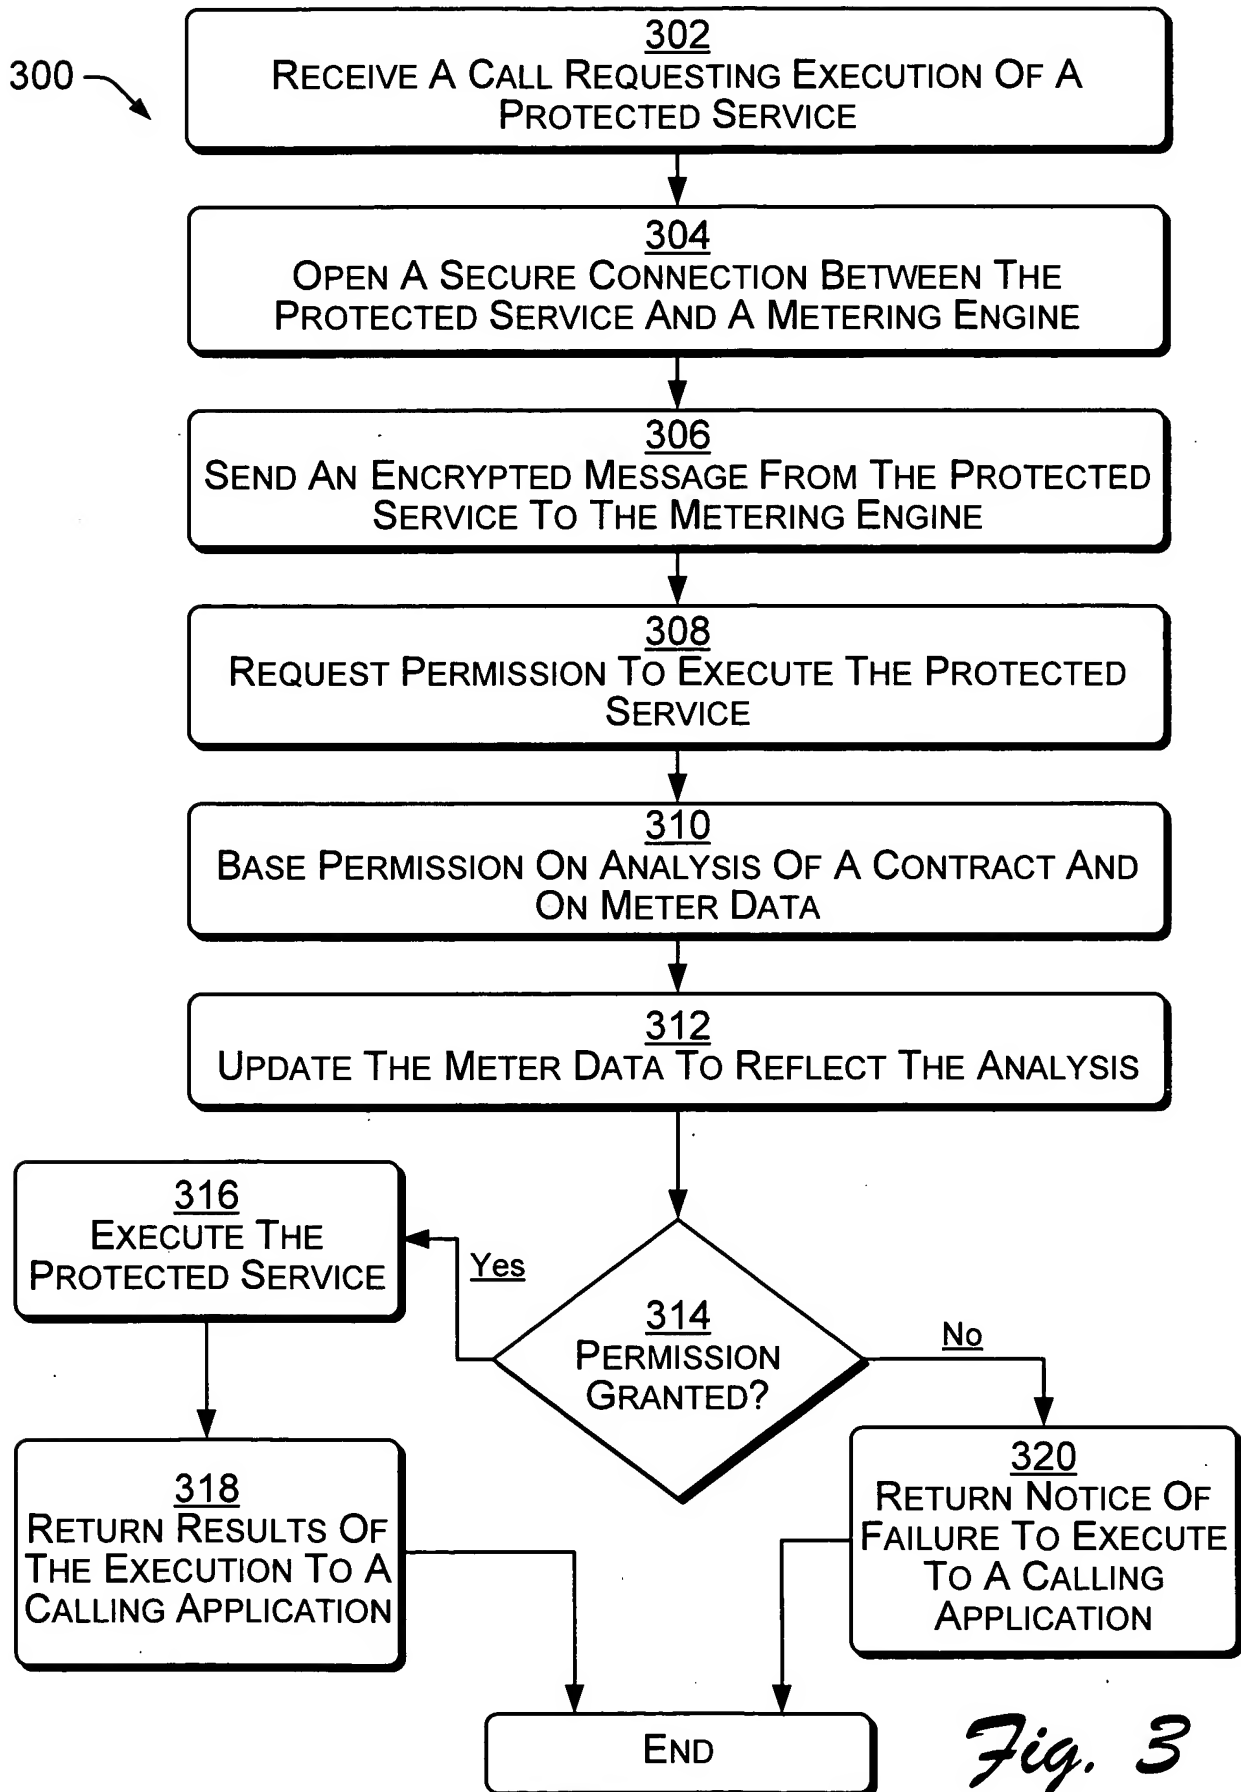 300
302
RECEIVE A CALL REQUESTING EXECUTION OF A
PROTECTED SERVICE
304
OPEN A SECURE CONNECTION BETWEEN THE
PROTECTED SERVICE AND A METERING ENGINE
306
SEND AN ENCRYPTED MESSAGE FROM THE PROTECTED
SERVICE TO THE METERING ENGINE
308
REQUEST PERMISSION TO EXECUTE THE PROTECTED
SERVICE
310
BASE PERMISSION ON ANALYSIS OF A CONTRACT AND
ON METER DATA
312
UPDATE THE METER DATA TO REFLECT THE ANALYSIS
316
EXECUTE THE
PROTECTED SERVICE
Yes
314
PERMISSION
GRANTED?
No
318
RETURN RESULTS OF
THE EXECUTION TO A
CALLING APPLICATION
320
RETURN NOTICE OF
FAILURE TO EXECUTE
TO A CALLING
APPLICATION
END
Fig. 3